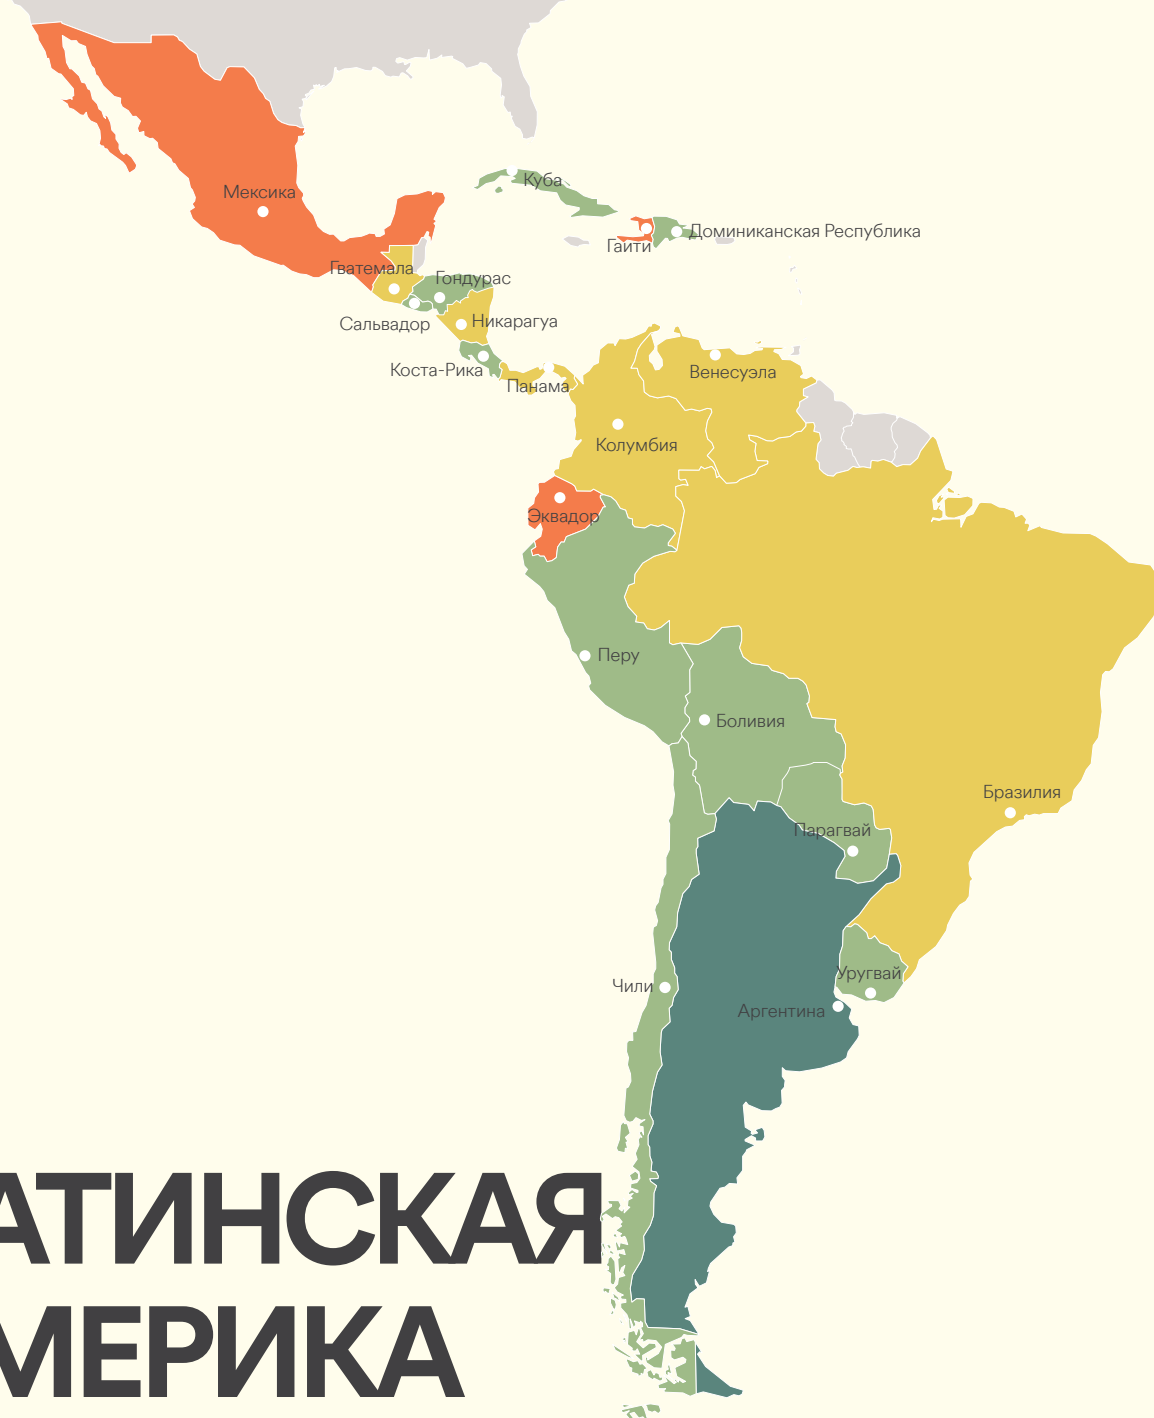 Куба
Мексика
Доминиканская Республика
Гаити
Гватемала
Гондурас
Сальвадор
Никарагуа
Коста-Рика
Венесуэла
Панама
Колумбия
Эквадор
Перу
Боливия
Бразилия
Парагвай
Уругвай
Чили
Аргентина
АТИНСКАЯ
МЕРИКА